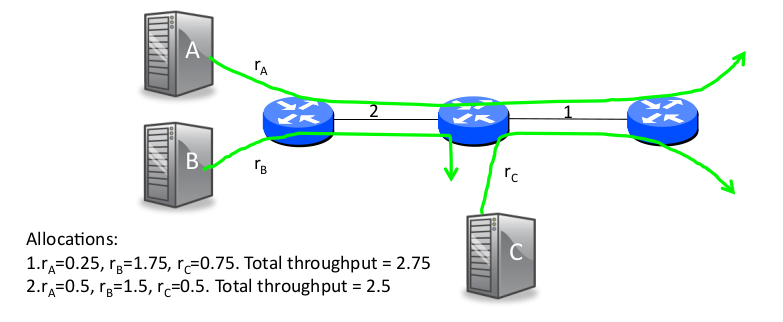 A
r_A
2
1
B
r_B
r_C
C
Allocations:
1.r_A=0.25, r_B=1.75, r_C=0.75. Total throughput = 2.75
2.r_A=0.5, r_B=1.5, r_C=0.5. Total throughput = 2.5